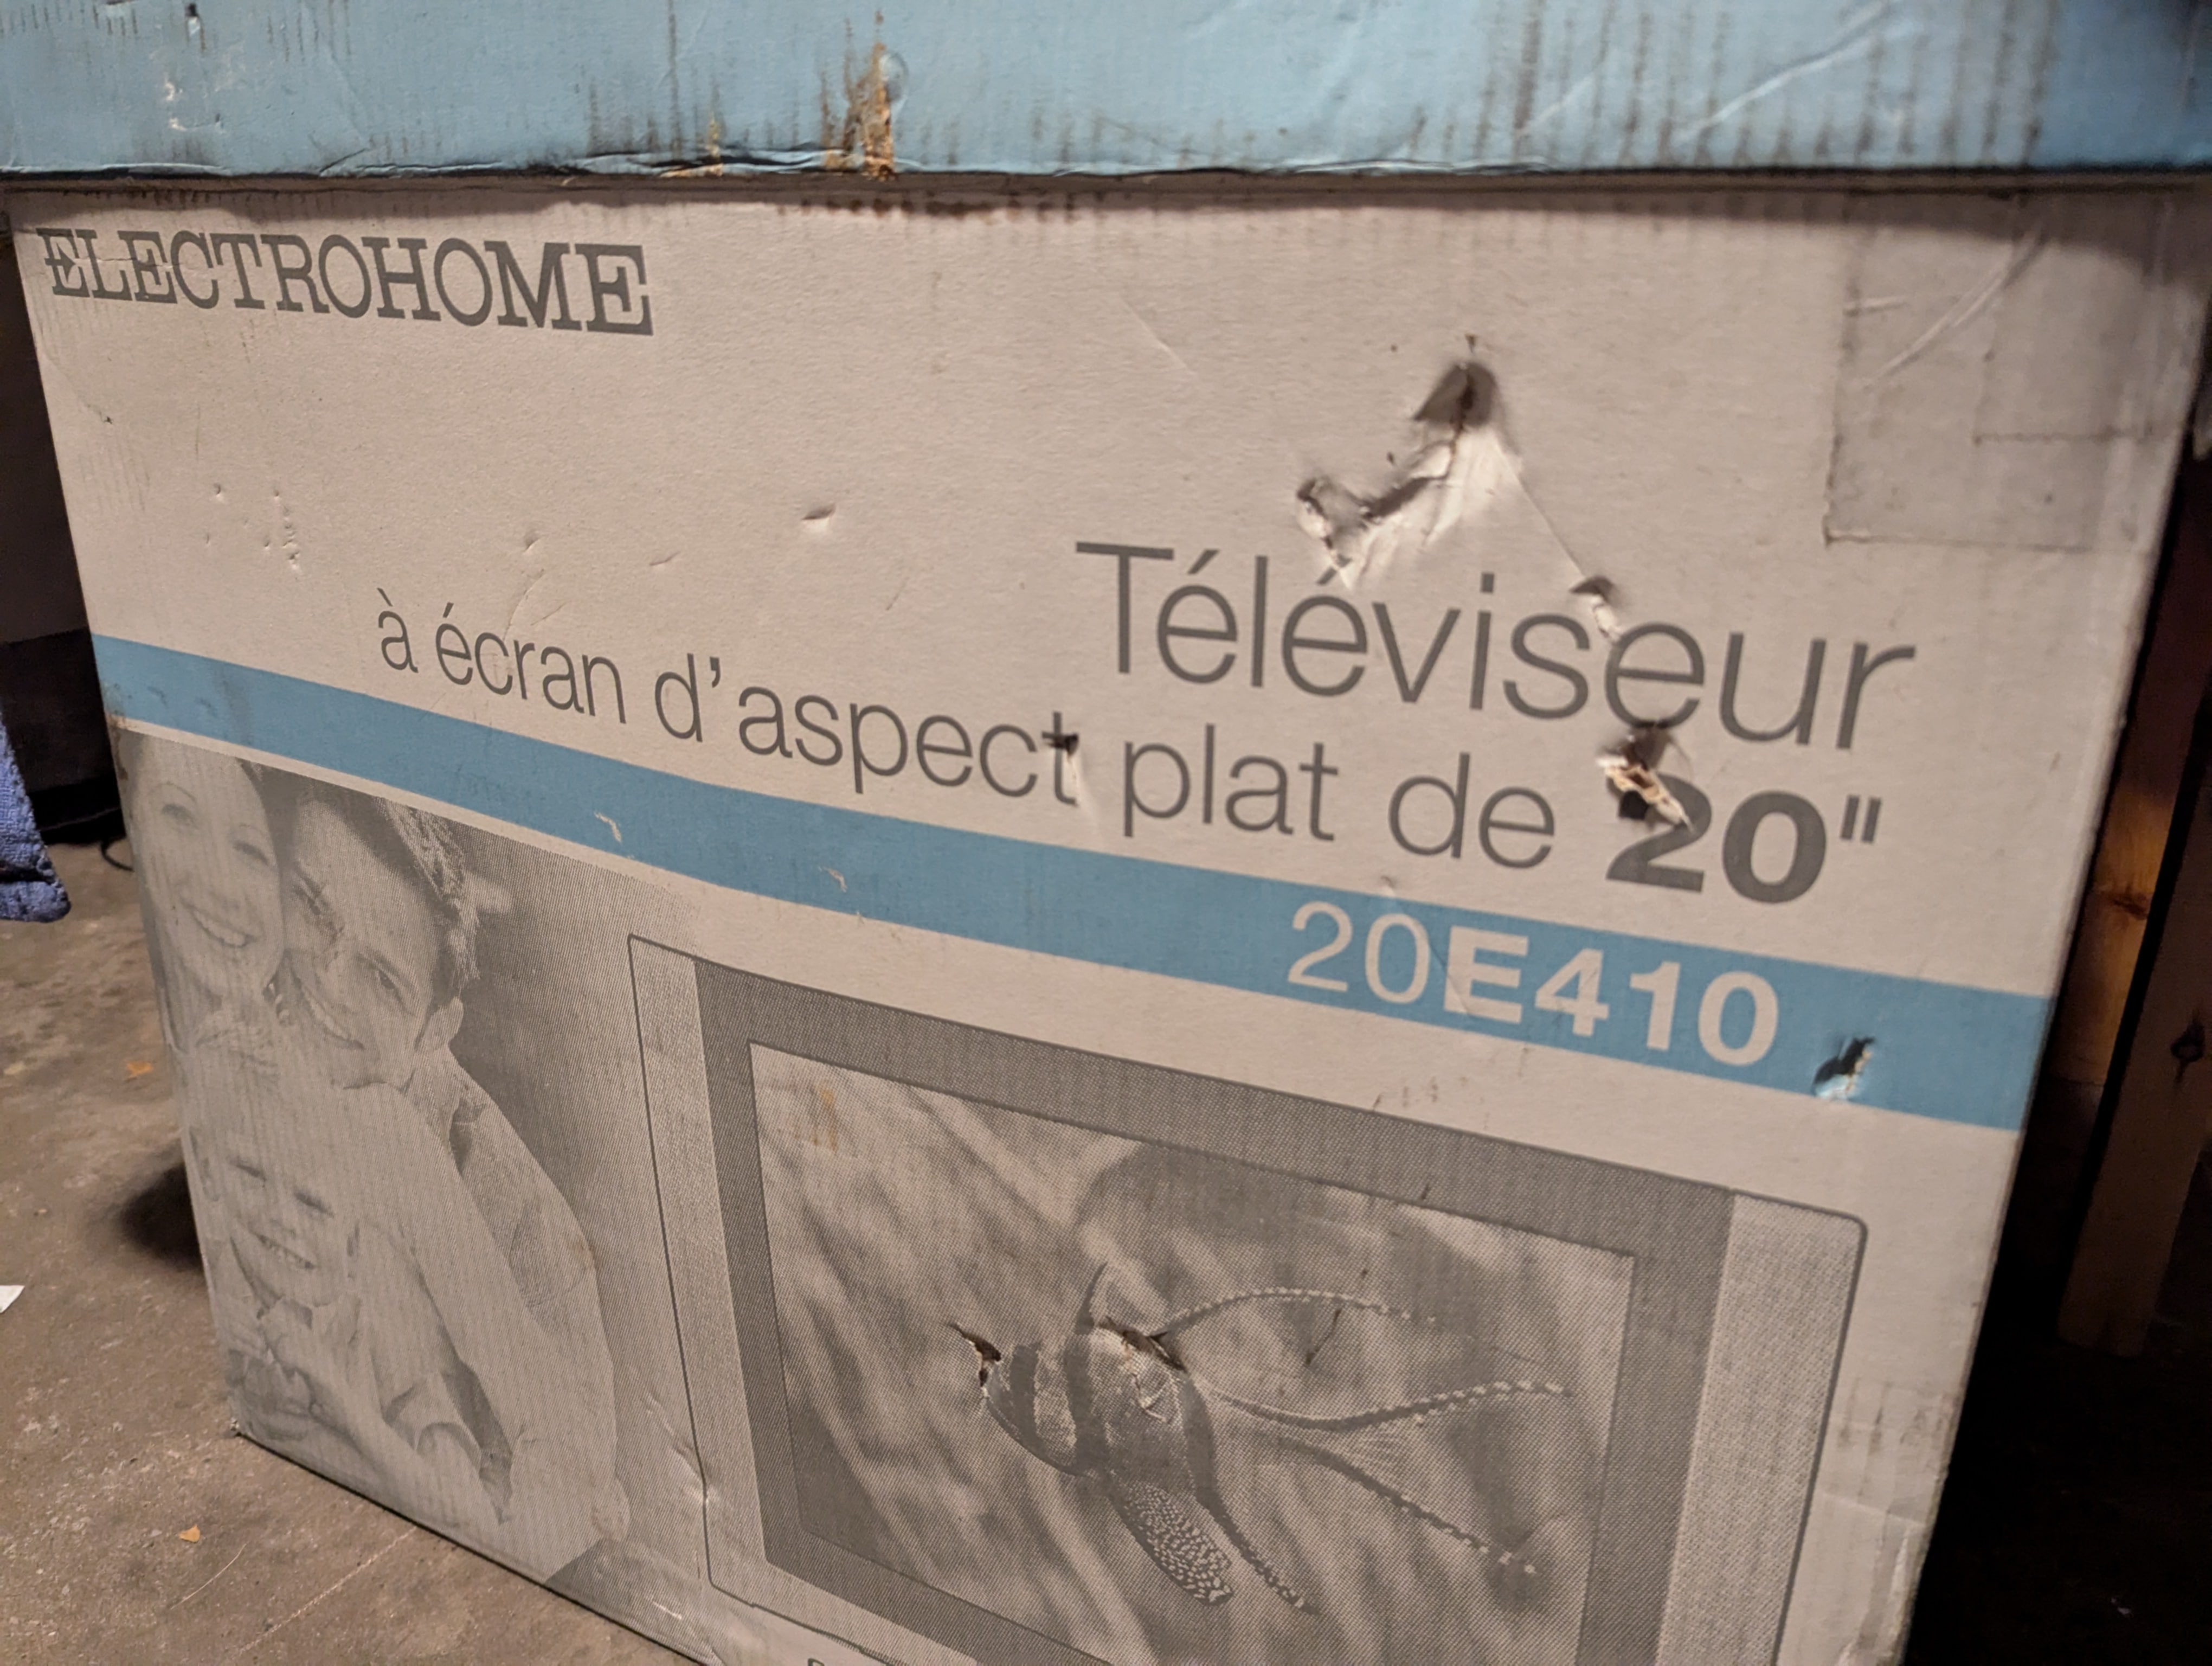 ELECTROHOME
Téléviseur
à écran d'aspect plat de 20"
20E410